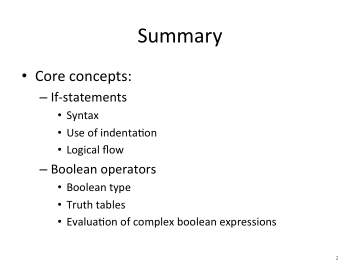 Summary
• Core concepts:
– If-statements
• Syntax
• Use of indentation
• Logical flow
– Boolean operators
• Boolean type
• Truth tables
• Evaluation of complex boolean expressions
2